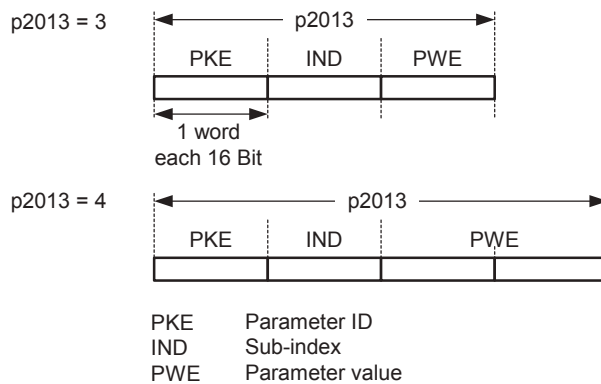 p2013 = 3
p2013
PKE IND PWE
1 word
each 16 Bit
p2013 = 4
p2013
PKE IND PWE
PKE Parameter ID
IND Sub-index
PWE Parameter value